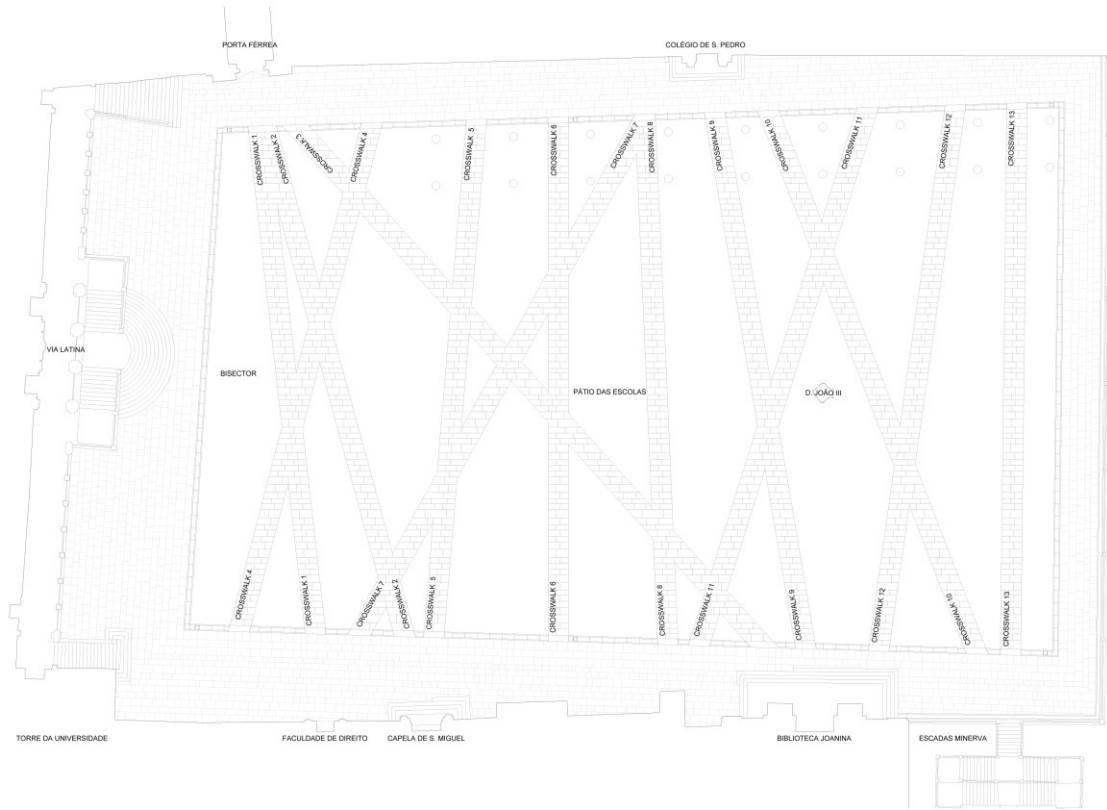 PORTA FÉRREA
COLÉGIO DE S. PEDRO
CROSSWALK 1
CROSSWALK 2
CROSSWALK 3
CROSSWALK 4
CROSSWALK 5
CROSSWALK 6
CROSSWALK 7
CROSSWALK 8
CROSSWALK 9
CROSSWALK 10
CROSSWALK 11
CROSSWALK 12
CROSSWALK 13
VIA LATINA
BISECTOR
PÁTIO DAS ESCOLAS
D. JOÃO III
CROSSWALK 4
CROSSWALK 1
CROSSWALK 7
CROSSWALK 2
CROSSWALK 5
CROSSWALK 6
CROSSWALK 8
CROSSWALK 11
CROSSWALK 9
CROSSWALK 12
CROSSWALK 10
CROSSWALK 13
TORRE DA UNIVERSIDADE
FACULDADE DE DIREITO
CAPELA DE S. MIGUEL
BIBLIOTECA JOANINA
ESCADAS MINERVA